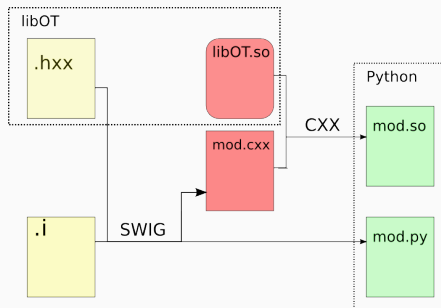 libOT
.hxx
libOT.so
Python
mod.cxx
CXX
mod.so
.i
SWIG
mod.py